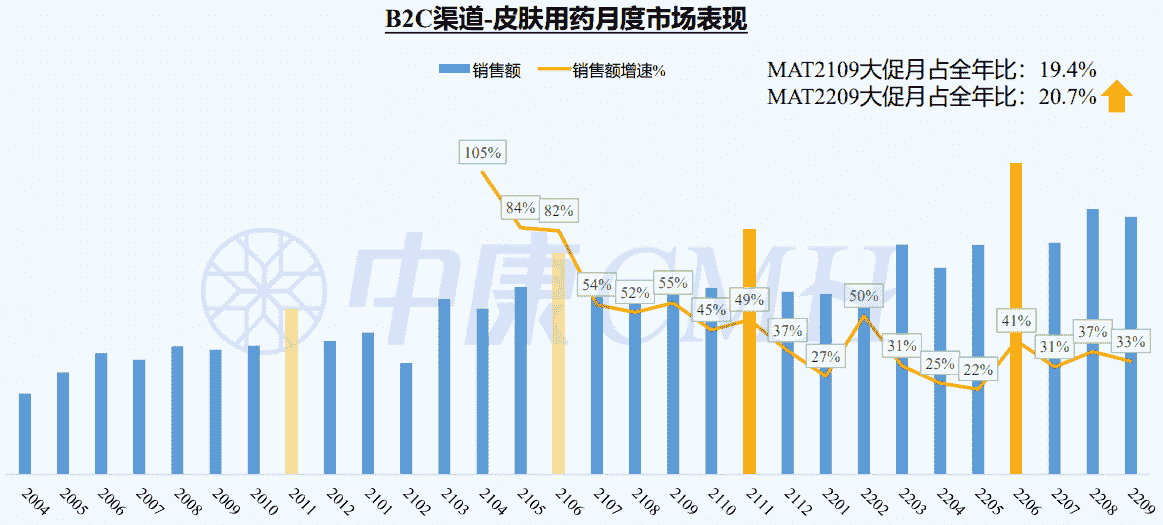 B2C渠道-皮肤用药月度市场表现
销售额 销售额增速%
MAT2109大促月占全年比：19.4%
MAT2209大促月占全年比：20.7%
105%
84% 82%
54% 52% 55% 45% 49% 37% 27% 50% 31% 25% 22% 41% 31% 37% 33%
中康CMH
2004 2005 2006 2007 2008 2009 2010 2011 2012 2101 2102 2103 2104 2105 2106 2107 2108 2109 2110 2111 2112 2201 2202 2203 2204 2205 2206 2207 2208 2209